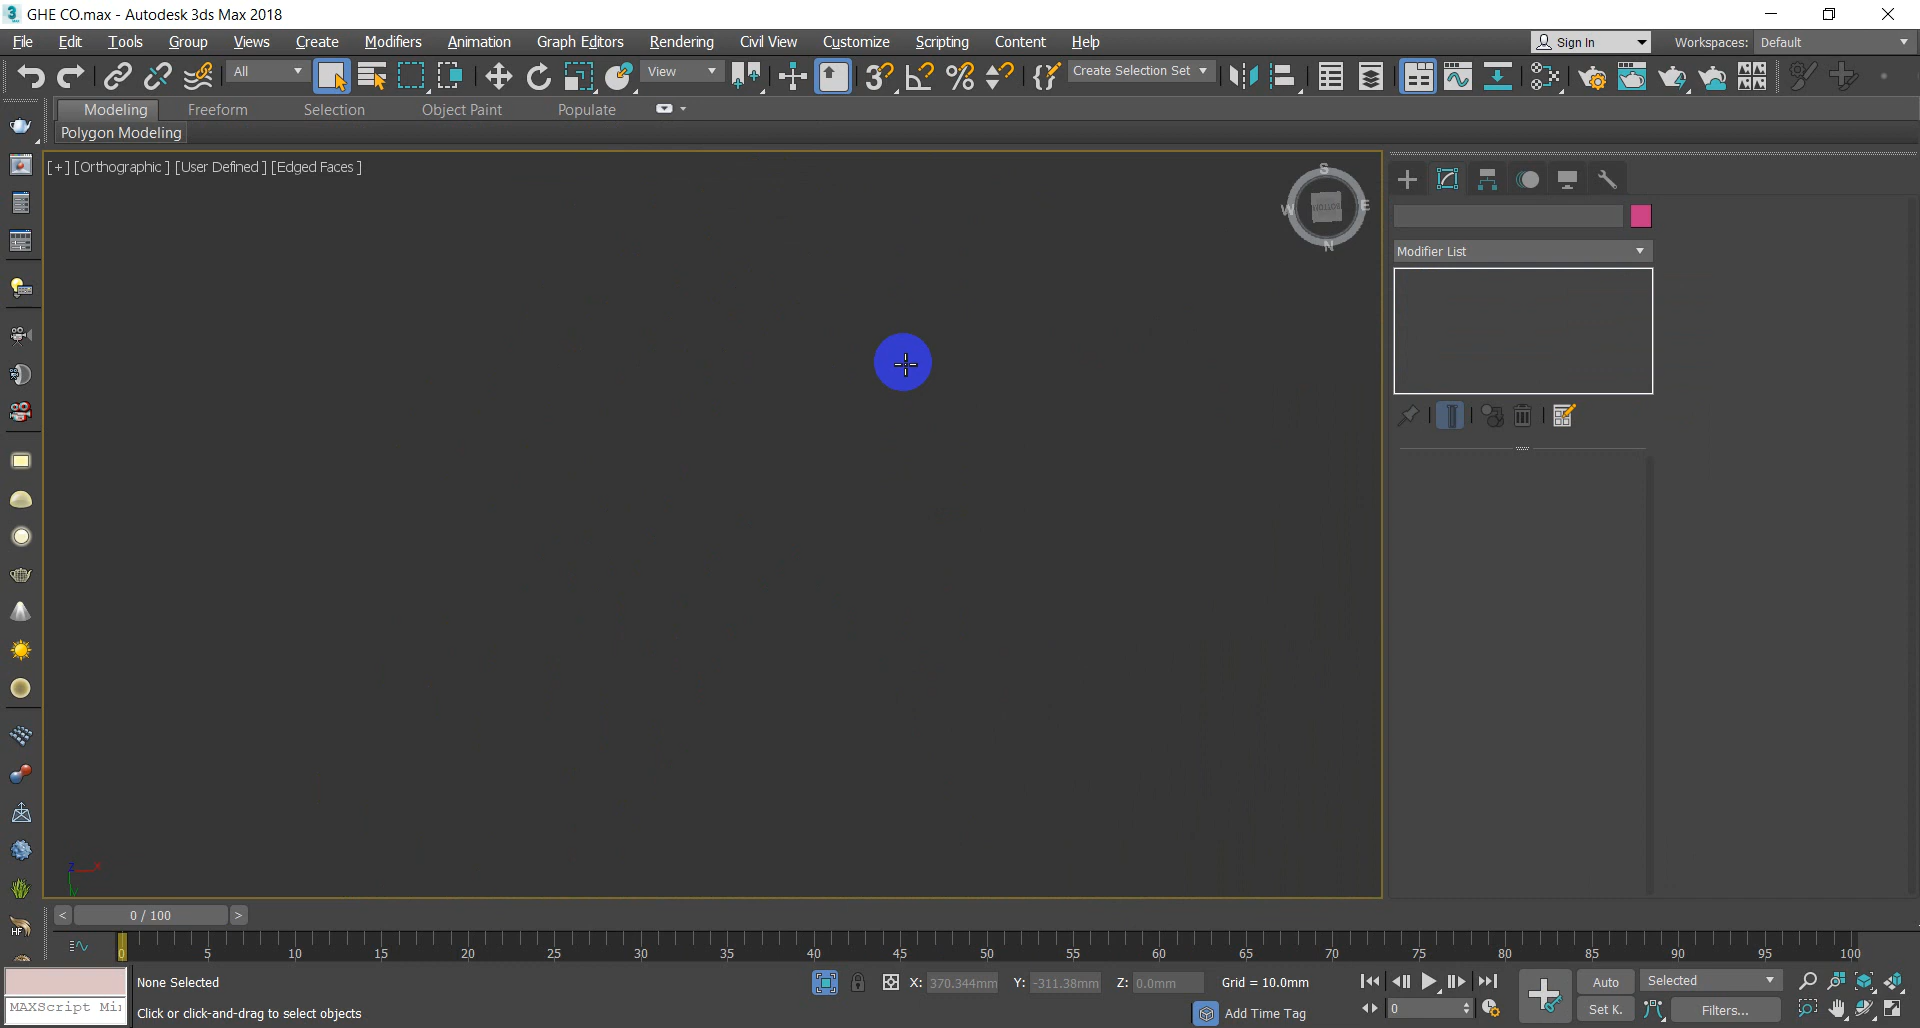 GHE CO.max - Autodesk 3ds Max 2018
File Edit Tools Group Views Create Modifiers Animation Graph Editors Rendering Civil View Customize Scripting Content Help Sign In Workspaces: Default
All View Create Selection Set
Modeling Freeform Selection Object Paint Populate
Polygon Modeling
[+] [Orthographic ] [User Defined ] [Edged Faces ]
S
W E
N
Modifier List
z x
y
< 0 / 100 >
0 5 10 15 20 25 30 35 40 45 50 55 60 65 70 75 80 85 90 95 100
None Selected X: 370.344mm Y: -311.38mm Z: 0.0mm Grid = 10.0mm Auto Selected
MAXScript Mi
Click or click-and-drag to select objects Add Time Tag 0 Set K. Filters...